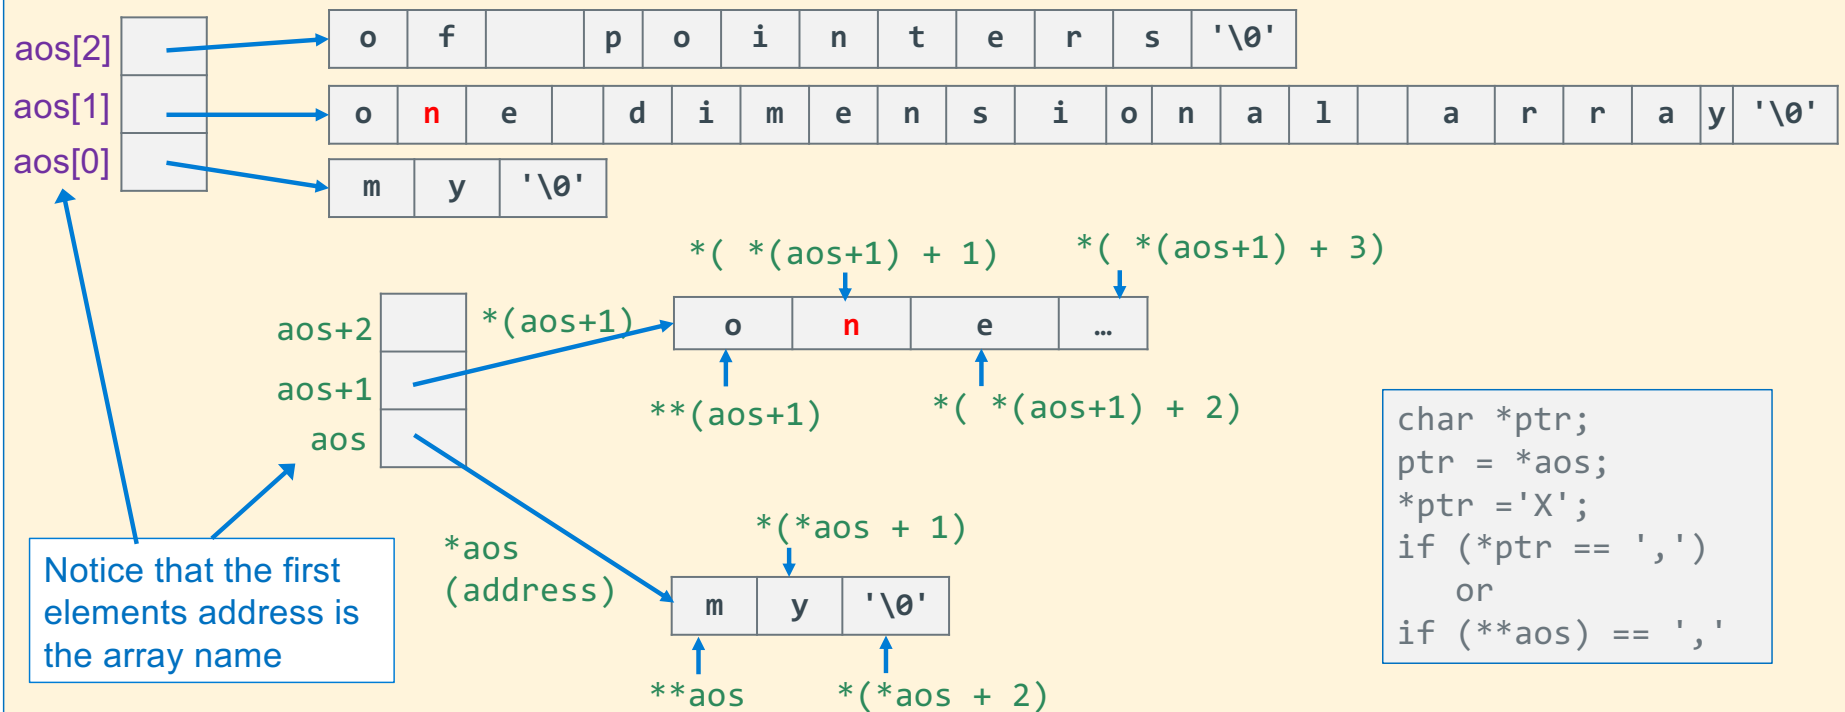 aos[2] o f p o i n t e r s '\0'
aos[1] o n e d i m e n s i o n a l a r r a y '\0'
aos[0] m y '\0'
*( *(aos+1) + 1) *( *(aos+1) + 3)
aos+2 *(aos+1) o n e …
aos+1
**(aos+1) *( *(aos+1) + 2)
aos
char *ptr;
ptr = *aos;
*ptr ='X';
if (*ptr == ',')
or
if (**aos) == ','
Notice that the first
elements address is
the array name
*aos
(address)
*(*aos + 1)
m y '\0'
**aos *(*aos + 2)